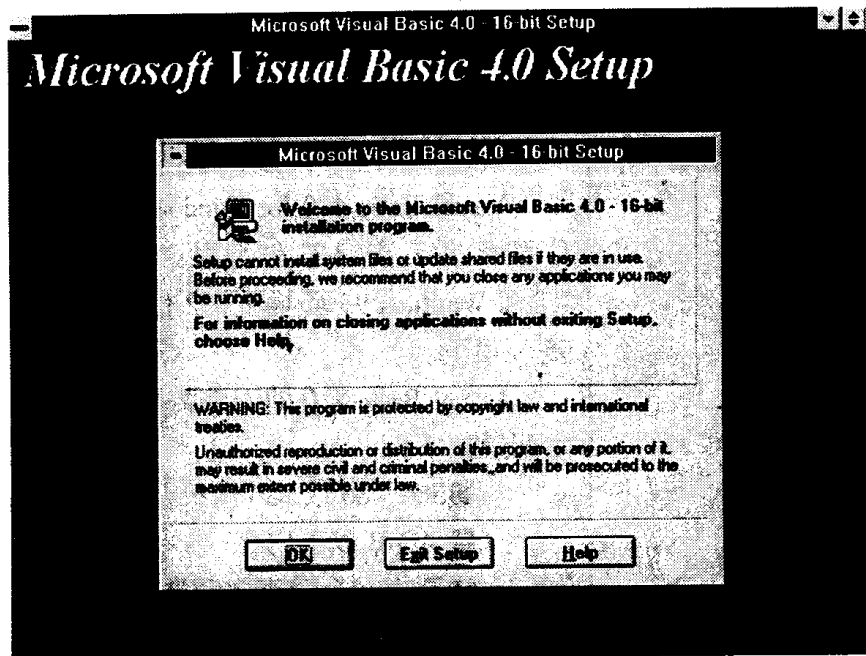 Microsoft Visual Basic 4.0 - 16-bit Setup
Microsoft Visual Basic 4.0 Setup
Microsoft Visual Basic 4.0 - 16-bit Setup
Welcome to the Microsoft Visual Basic 4.0 - 16-bit
installation program.
Setup cannot install system files or update shared files if they are in use.
Before proceeding, we recommend that you close any applications you may
be running.
For information on closing applications without exiting Setup,
choose Help.
WARNING: This program is protected by copyright law and international
treaties.
Unauthorized reproduction or distribution of this program, or any portion of it,
may result in severe civil and criminal penalties, and will be prosecuted to the
maximum extent possible under law.
OK
Exit Setup
Help